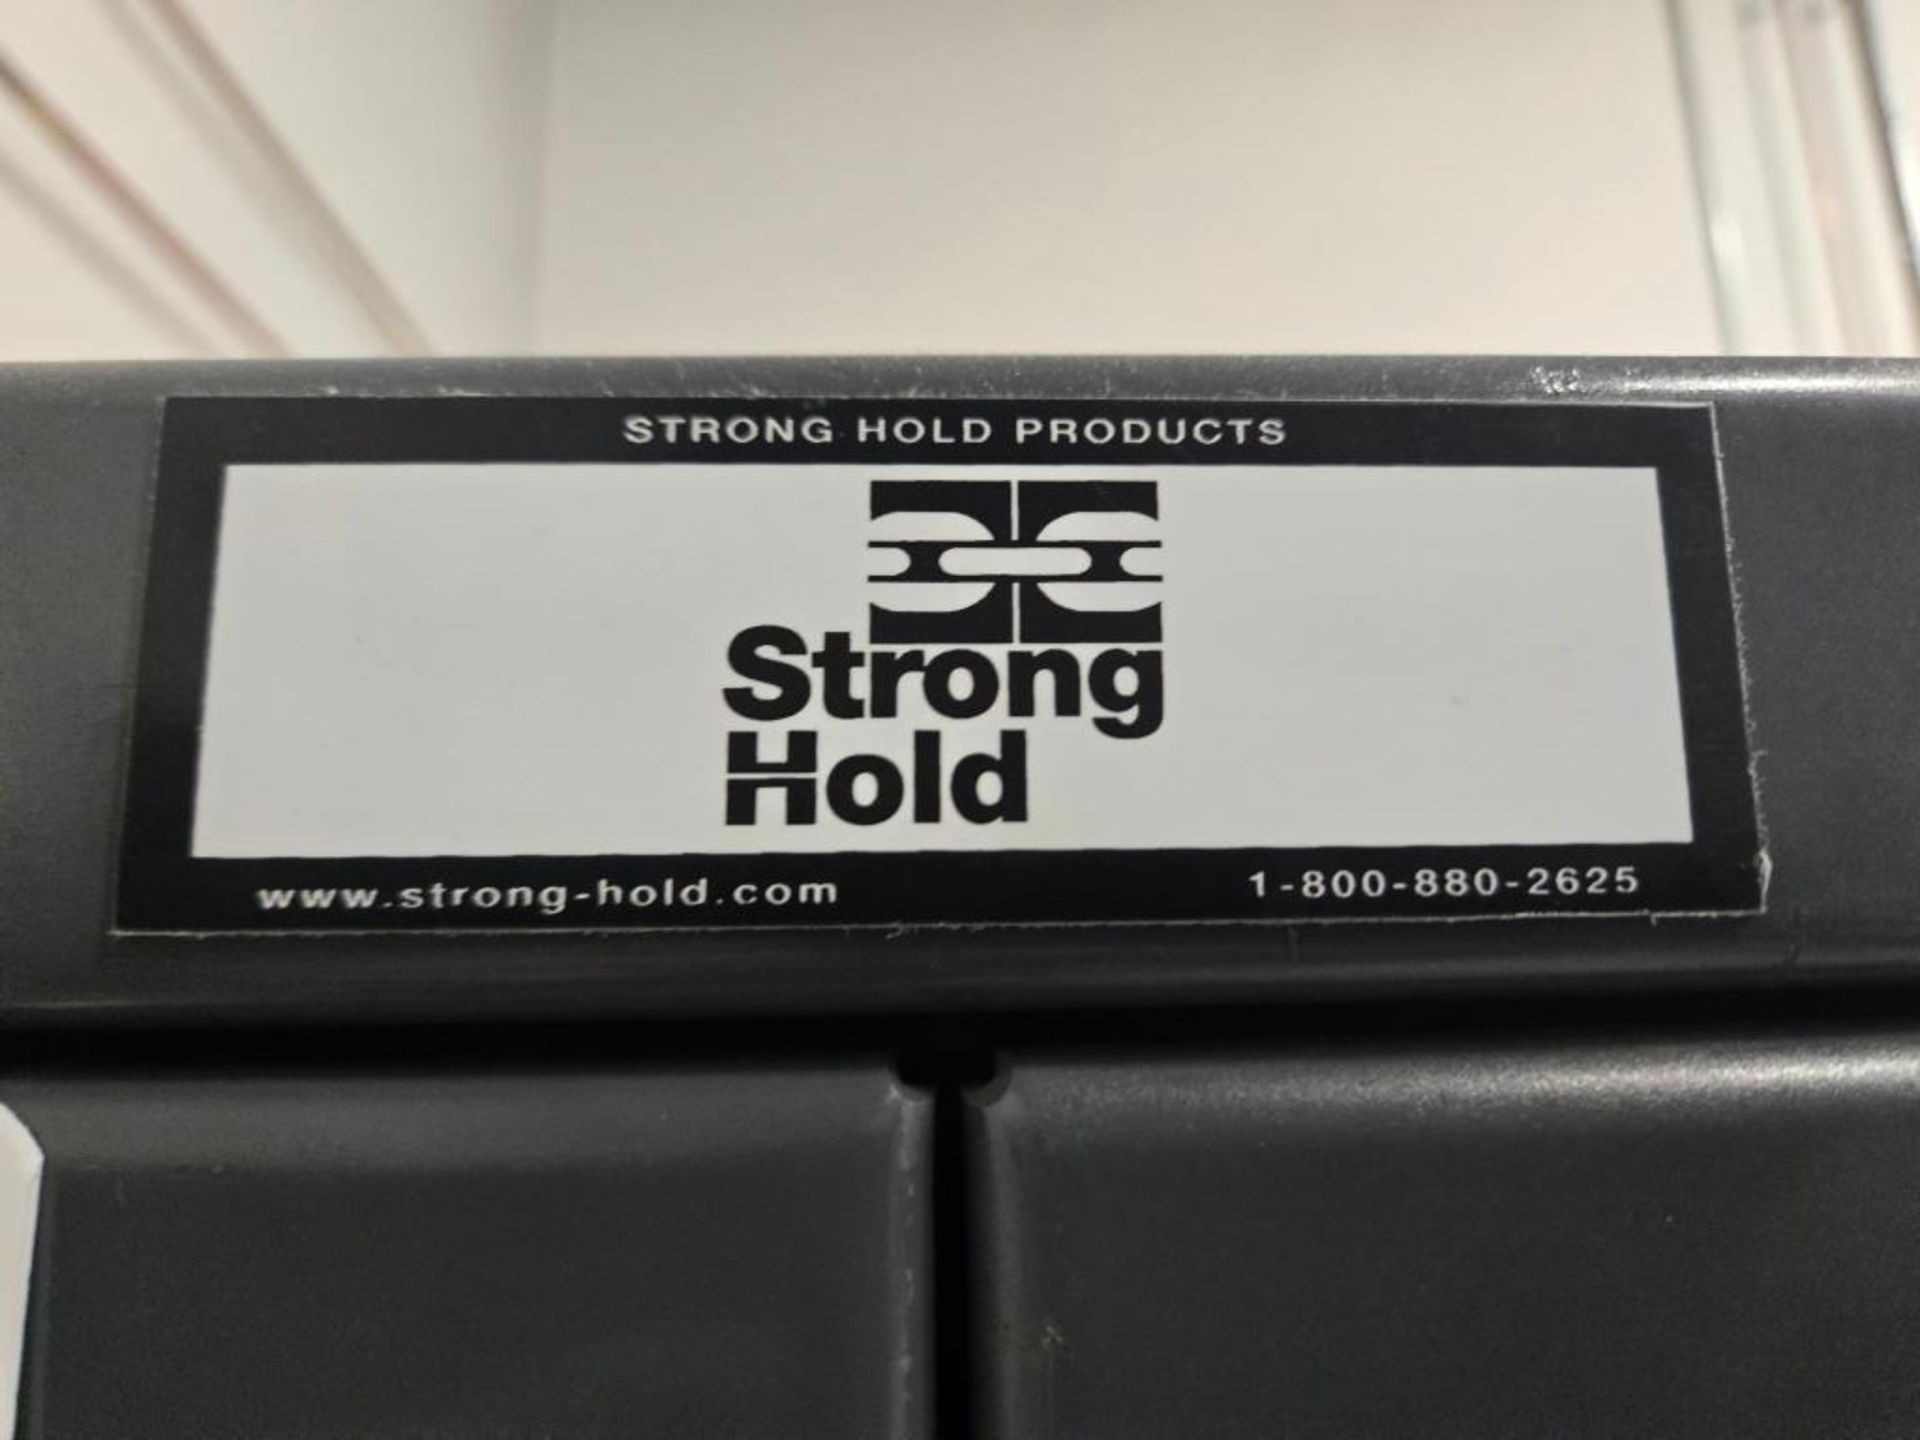 STRONG HOLD PRODUCTS
Strong
Hold
www.strong-hold.com
1-800-880-2625